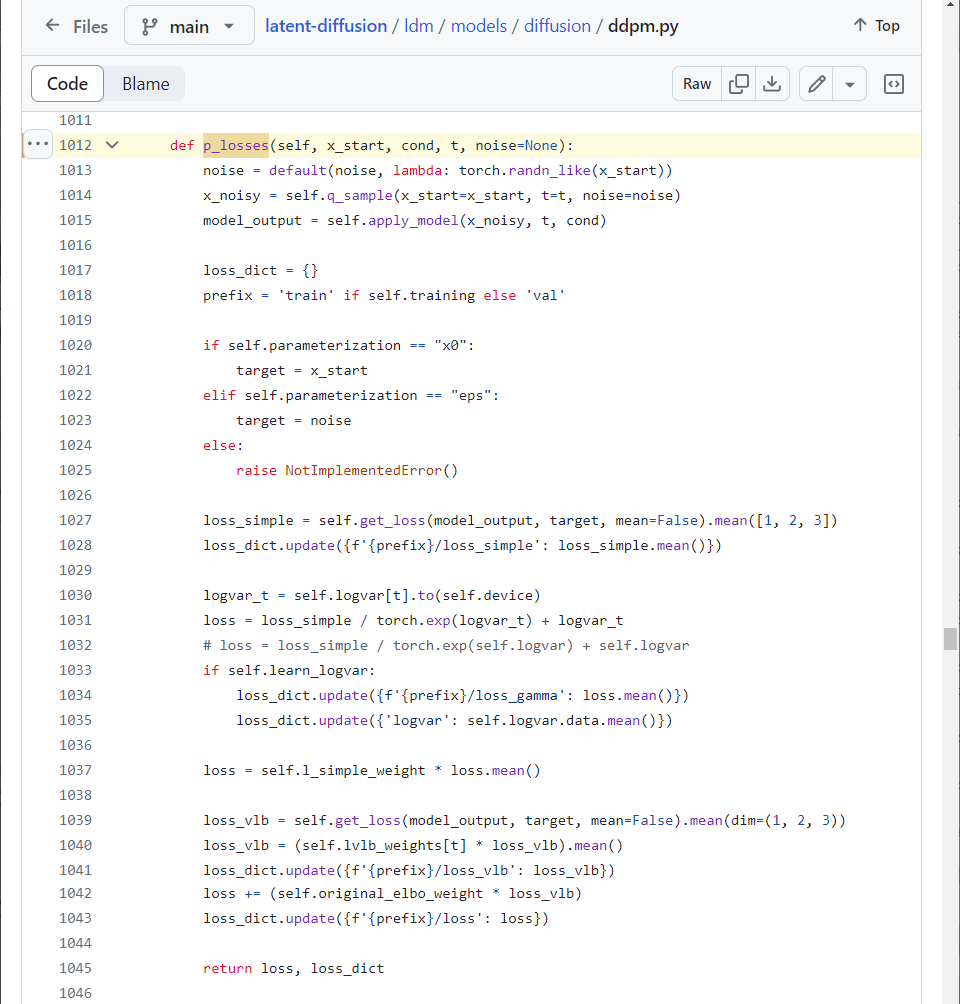 Files main latent-diffusion / ldm / models / diffusion / ddpm.py Top
Code Blame Raw
1011
1012 def p_losses(self, x_start, cond, t, noise=None):
1013 noise = default(noise, lambda: torch.randn_like(x_start))
1014 x_noisy = self.q_sample(x_start=x_start, t=t, noise=noise)
1015 model_output = self.apply_model(x_noisy, t, cond)
1016
1017 loss_dict = {}
1018 prefix = 'train' if self.training else 'val'
1019
1020 if self.parameterization == "x0":
1021 target = x_start
1022 elif self.parameterization == "eps":
1023 target = noise
1024 else:
1025 raise NotImplementedError()
1026
1027 loss_simple = self.get_loss(model_output, target, mean=False).mean([1, 2, 3])
1028 loss_dict.update({f'{prefix}/loss_simple': loss_simple.mean()})
1029
1030 logvar_t = self.logvar[t].to(self.device)
1031 loss = loss_simple / torch.exp(logvar_t) + logvar_t
1032 # loss = loss_simple / torch.exp(self.logvar) + self.logvar
1033 if self.learn_logvar:
1034 loss_dict.update({f'{prefix}/loss_gamma': loss.mean()})
1035 loss_dict.update({'logvar': self.logvar.data.mean()})
1036
1037 loss = self.l_simple_weight * loss.mean()
1038
1039 loss_vlb = self.get_loss(model_output, target, mean=False).mean(dim=(1, 2, 3))
1040 loss_vlb = (self.lvlb_weights[t] * loss_vlb).mean()
1041 loss_dict.update({f'{prefix}/loss_vlb': loss_vlb})
1042 loss += (self.original_elbo_weight * loss_vlb)
1043 loss_dict.update({f'{prefix}/loss': loss})
1044
1045 return loss, loss_dict
1046